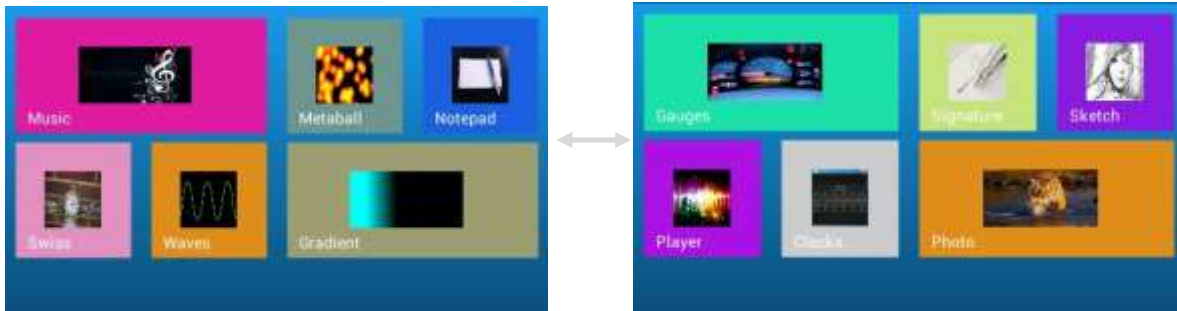 Music
Metaball
Notepad
Swiss
Waves
Gradient
Gauges
Signature
Sketch
Player
Clocks
Photo